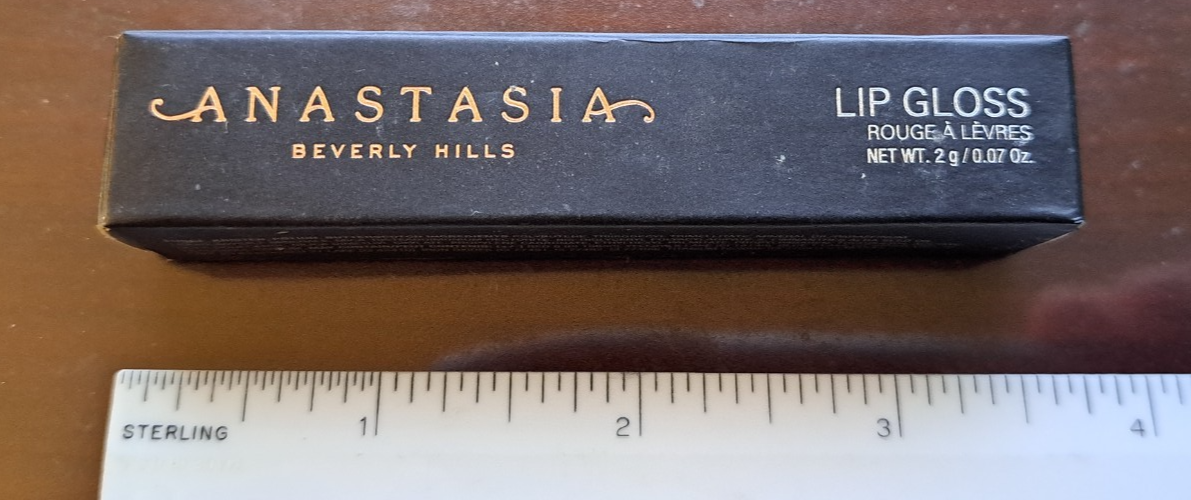 ANASTASIA
BEVERLY HILLS
LIP GLOSS
ROUGE À LÈVRES
NET WT. 2 g / 0.07 Oz.
STERLING
1
2
3
4